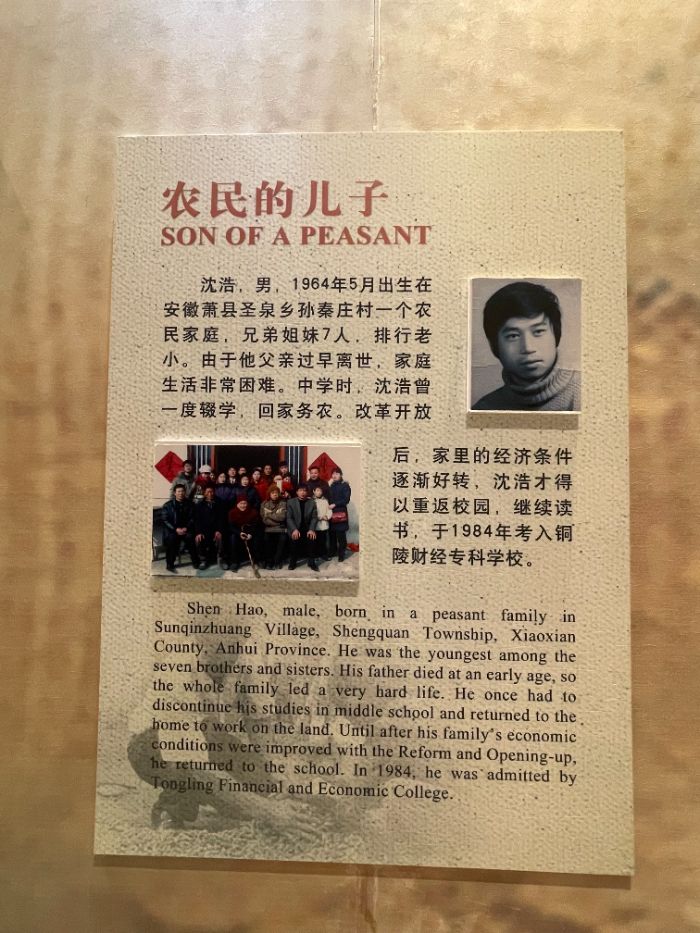 农民的儿子
SON OF A PEASANT
沈浩，男，1964年5月出生在
安徽萧县圣泉乡孙秦庄村一个农
民家庭，兄弟姐妹7人，排行老
小。由于他父亲过早离世，家庭
生活非常困难。中学时，沈浩曾
一度辍学，回家务农。改革开放
后，家里的经济条件
逐渐好转，沈浩才得
以重返校园，继续读
书，于1984年考入铜
陵财经专科学校。
Shen Hao, male, born in a peasant family in
Sunqinzhuang Village, Shengquan Township, Xiaoxian
County, Anhui Province. He was the youngest among the
seven brothers and sisters. His father died at an early age, so
the whole family led a very hard life. He once had to
discontinue his studies in middle school and returned to the
home to work on the land. Until after his family's economic
conditions were improved with the Reform and Opening-up,
he returned to the school. In 1984, he was admitted by
Tongling Financial and Economic College.